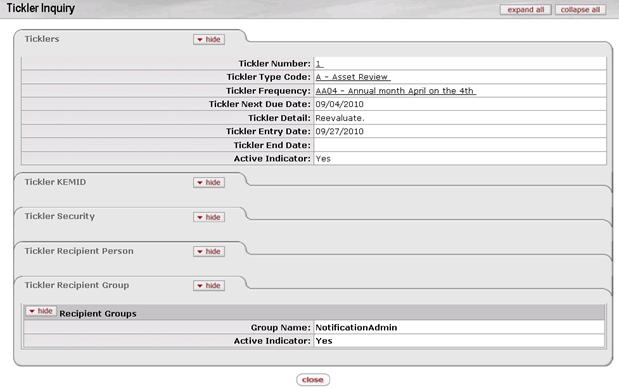 Tickler Inquiry expand all collapse all
Ticklers hide
Tickler Number: 1
Tickler Type Code: A - Asset Review
Tickler Frequency: AA04 - Annual month April on the 4th
Tickler Next Due Date: 09/04/2010
Tickler Detail: Reevaluate.
Tickler Entry Date: 09/27/2010
Tickler End Date:
Active Indicator: Yes
Tickler KEMID hide
Tickler Security hide
Tickler Recipient Person hide
Tickler Recipient Group hide
hide Recipient Groups
Group Name: NotificationAdmin
Active Indicator: Yes
close